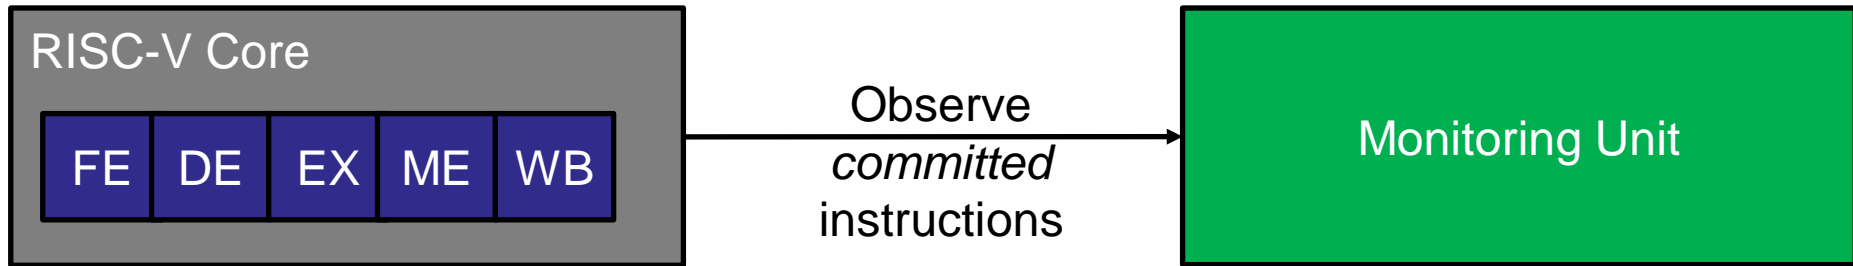 RISC-V Core
FE DE EX ME WB
Observe
committed
instructions
Monitoring Unit